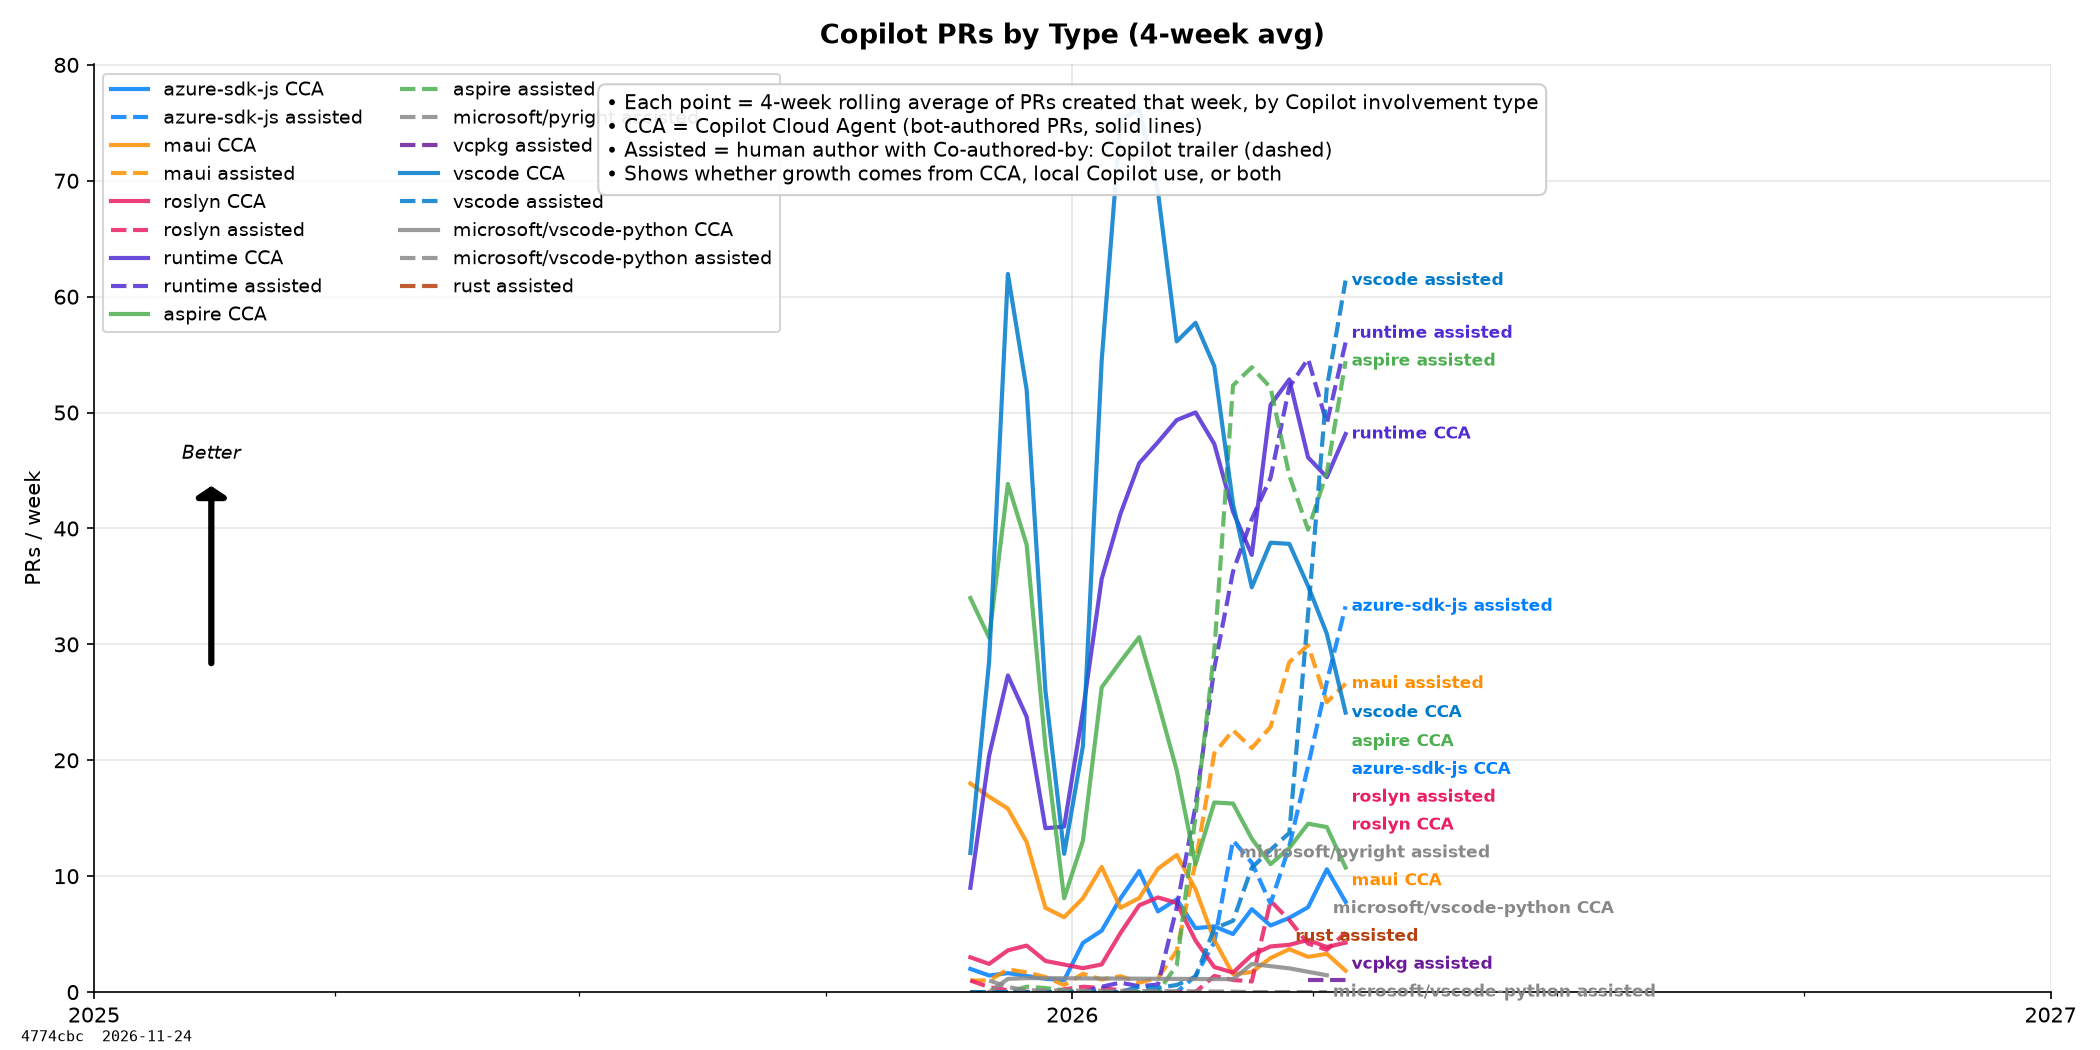 Copilot PRs by Type (4-week avg)
80
70
60
50
40
30
20
10
0
PRs / week
2025
2026
2027
Better
azure-sdk-js CCA
azure-sdk-js assisted
maui CCA
maui assisted
roslyn CCA
roslyn assisted
runtime CCA
runtime assisted
aspire CCA
aspire assisted
microsoft/pyright assisted
vcpkg assisted
vscode CCA
vscode assisted
microsoft/vscode-python CCA
microsoft/vscode-python assisted
rust assisted
• Each point = 4-week rolling average of PRs created that week, by Copilot involvement type
• CCA = Copilot Cloud Agent (bot-authored PRs, solid lines)
• Assisted = human author with Co-authored-by: Copilot trailer (dashed)
• Shows whether growth comes from CCA, local Copilot use, or both
vscode assisted
runtime assisted
aspire assisted
runtime CCA
azure-sdk-js assisted
maui assisted
vscode CCA
aspire CCA
azure-sdk-js CCA
roslyn assisted
roslyn CCA
microsoft/pyright assisted
maui CCA
microsoft/vscode-python CCA
rust assisted
vcpkg assisted
microsoft/vscode-python assisted
4774cbc 2026-11-24